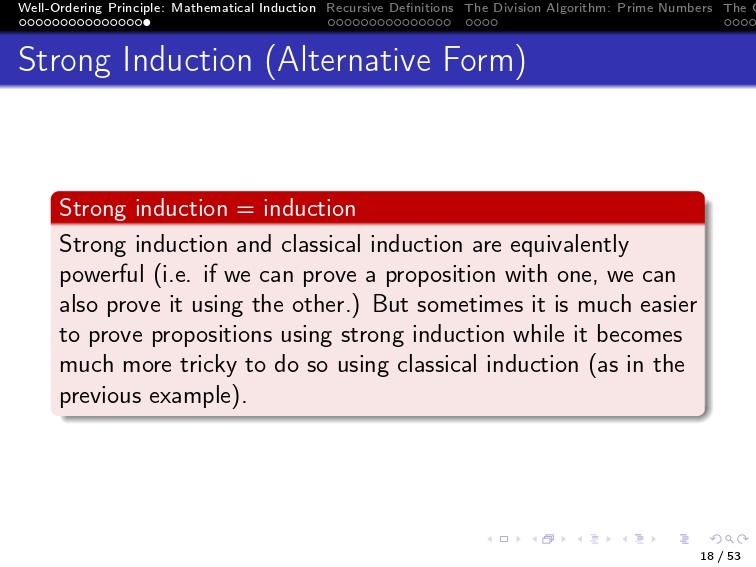 Well-Ordering Principle: Mathematical Induction Recursive Definitions The Division Algorithm: Prime Numbers The
Strong Induction (Alternative Form)
Strong induction = induction
Strong induction and classical induction are equivalently
powerful (i.e. if we can prove a proposition with one, we can
also prove it using the other.) But sometimes it is much easier
to prove propositions using strong induction while it becomes
much more tricky to do so using classical induction (as in the
previous example).
18 / 53